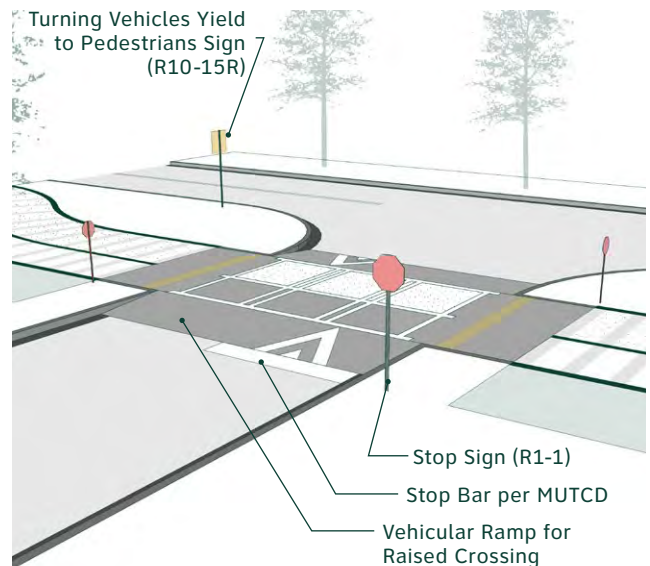 Turning Vehicles Yield
to Pedestrians Sign
(R10-15R)
Stop Sign (R1-1)
Stop Bar per MUTCD
Vehicular Ramp for
Raised Crossing